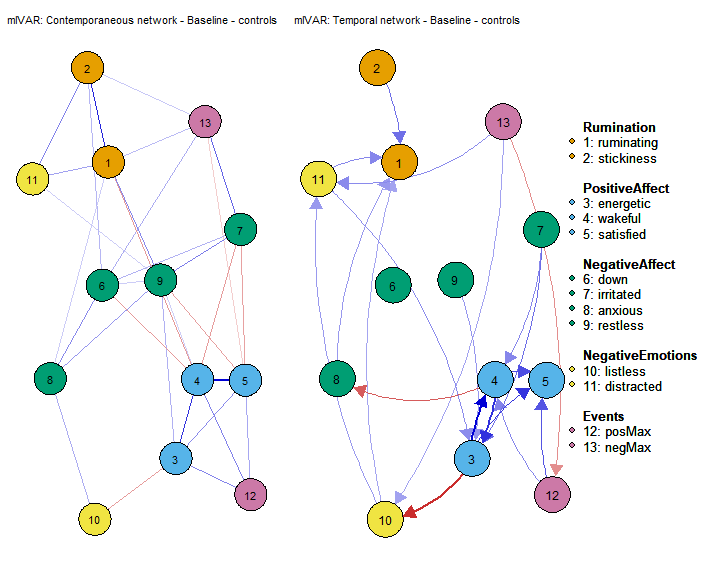 mlVAR: Contemporaneous network - Baseline - controls
mlVAR: Temporal network - Baseline - controls
2
13
11
1
7
6
9
8
4
5
3
12
10
2
13
11
1
7
6
9
8
4
5
3
12
10
Rumination
1: ruminating
2: stickiness
PositiveAffect
3: energetic
4: wakeful
5: satisfied
NegativeAffect
6: down
7: irritated
8: anxious
9: restless
NegativeEmotions
10: listless
11: distracted
Events
12: posMax
13: negMax